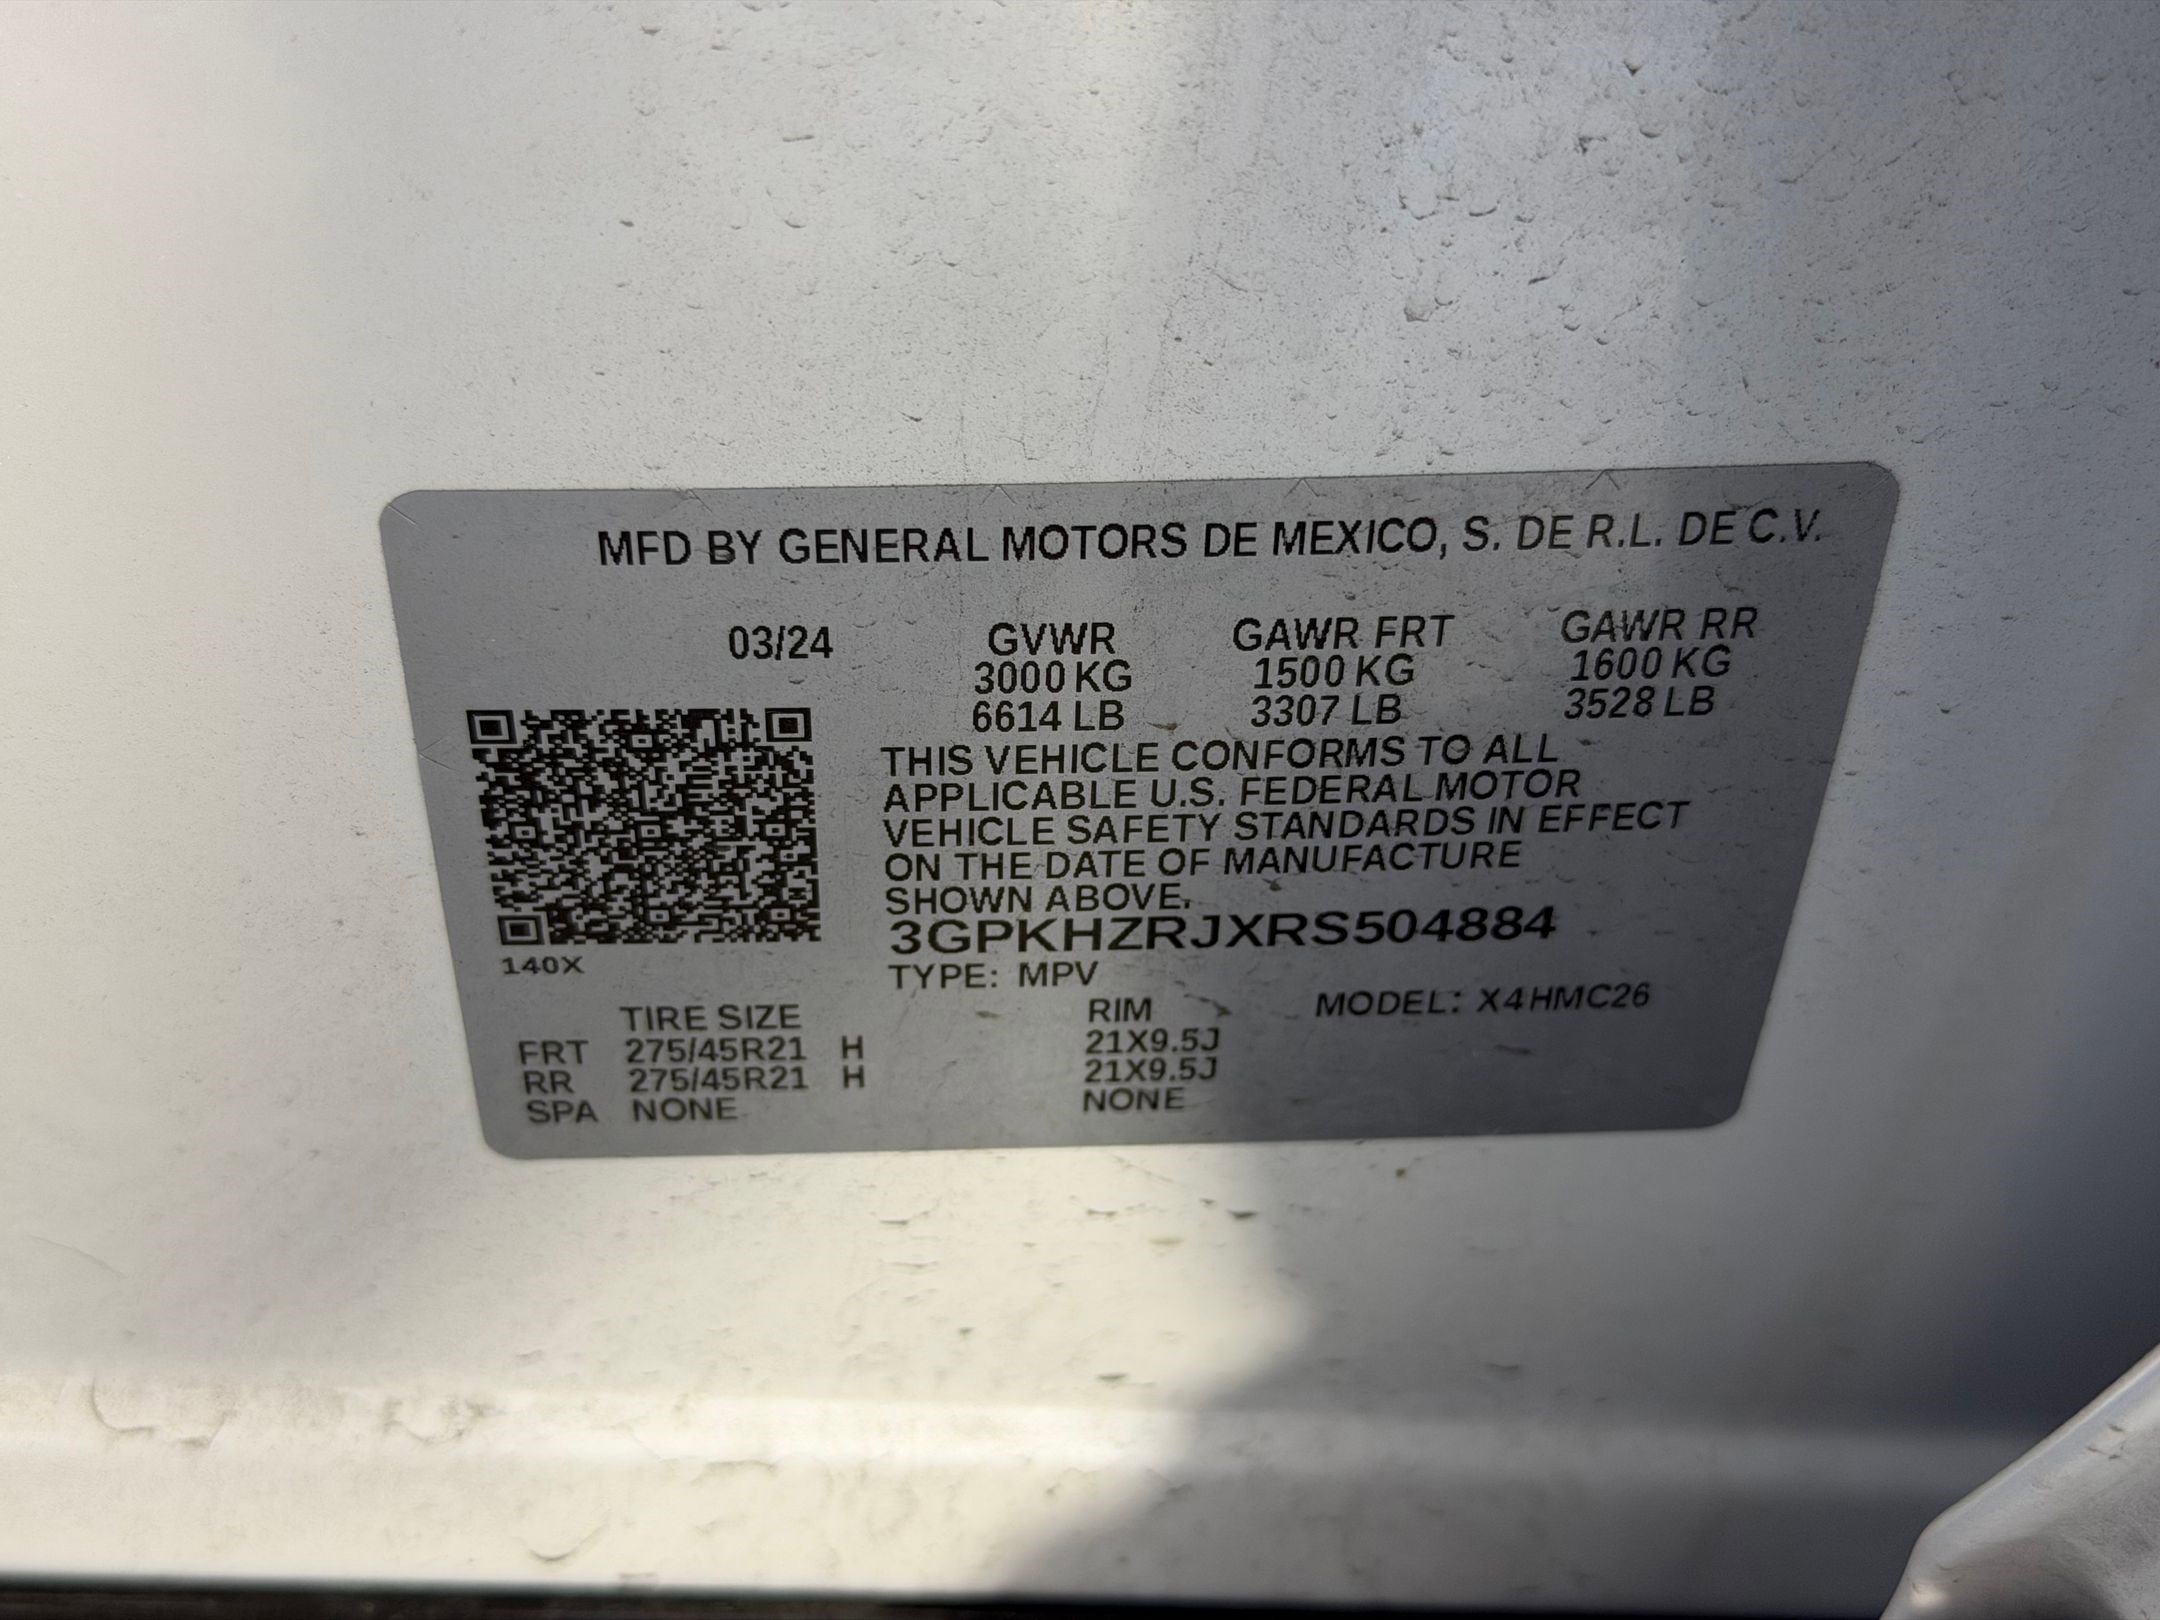 MFD BY GENERAL MOTORS DE MEXICO, S. DE R.L. DE C.V.
03/24 GVWR GAWR FRT GAWR RR
3000 KG 1500 KG 1600 KG
6614 LB 3307 LB 3528 LB
THIS VEHICLE CONFORMS TO ALL
APPLICABLE U.S. FEDERAL MOTOR
VEHICLE SAFETY STANDARDS IN EFFECT
ON THE DATE OF MANUFACTURE
SHOWN ABOVE.
3GPKHZRJXRS504884
140X
TYPE: MPV MODEL: X4HMC26
TIRE SIZE RIM
FRT 275/45R21 H 21X9.5J
RR 275/45R21 H 21X9.5J
SPA NONE NONE